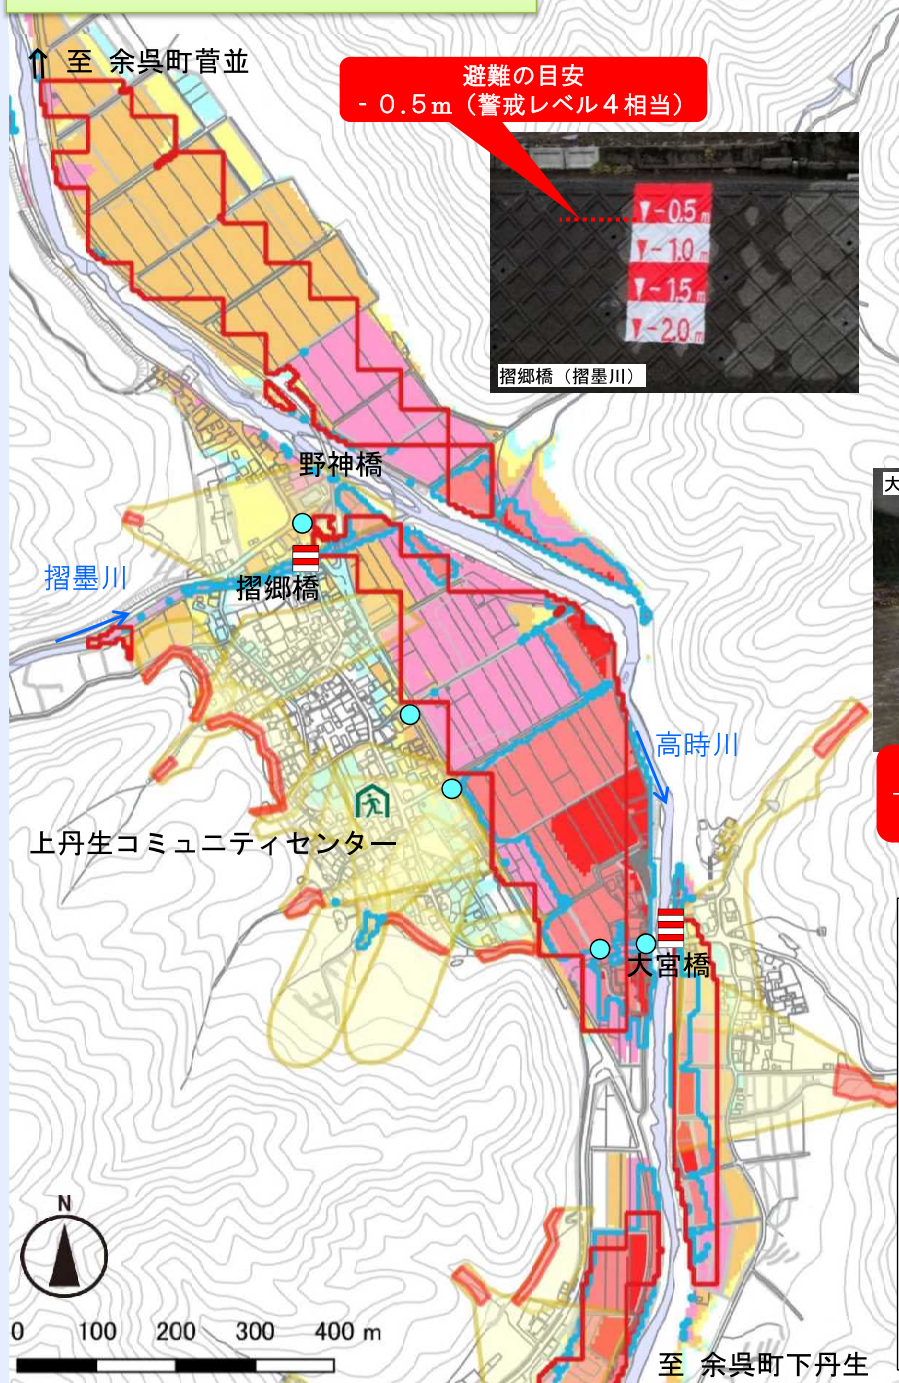 ↑ 至 余呉町菅並
避難の目安
- ０.５ｍ（警戒レベル４相当）
▼-0.5m
▼-1.0m
▼-1.5m
▼-2.0m
摺郷橋（摺墨川）
野神橋
大
摺墨川
摺郷橋
高時川
上丹生コミュニティセンター
大宮橋
N
0 100 200 300 400 m
至 余呉町下丹生